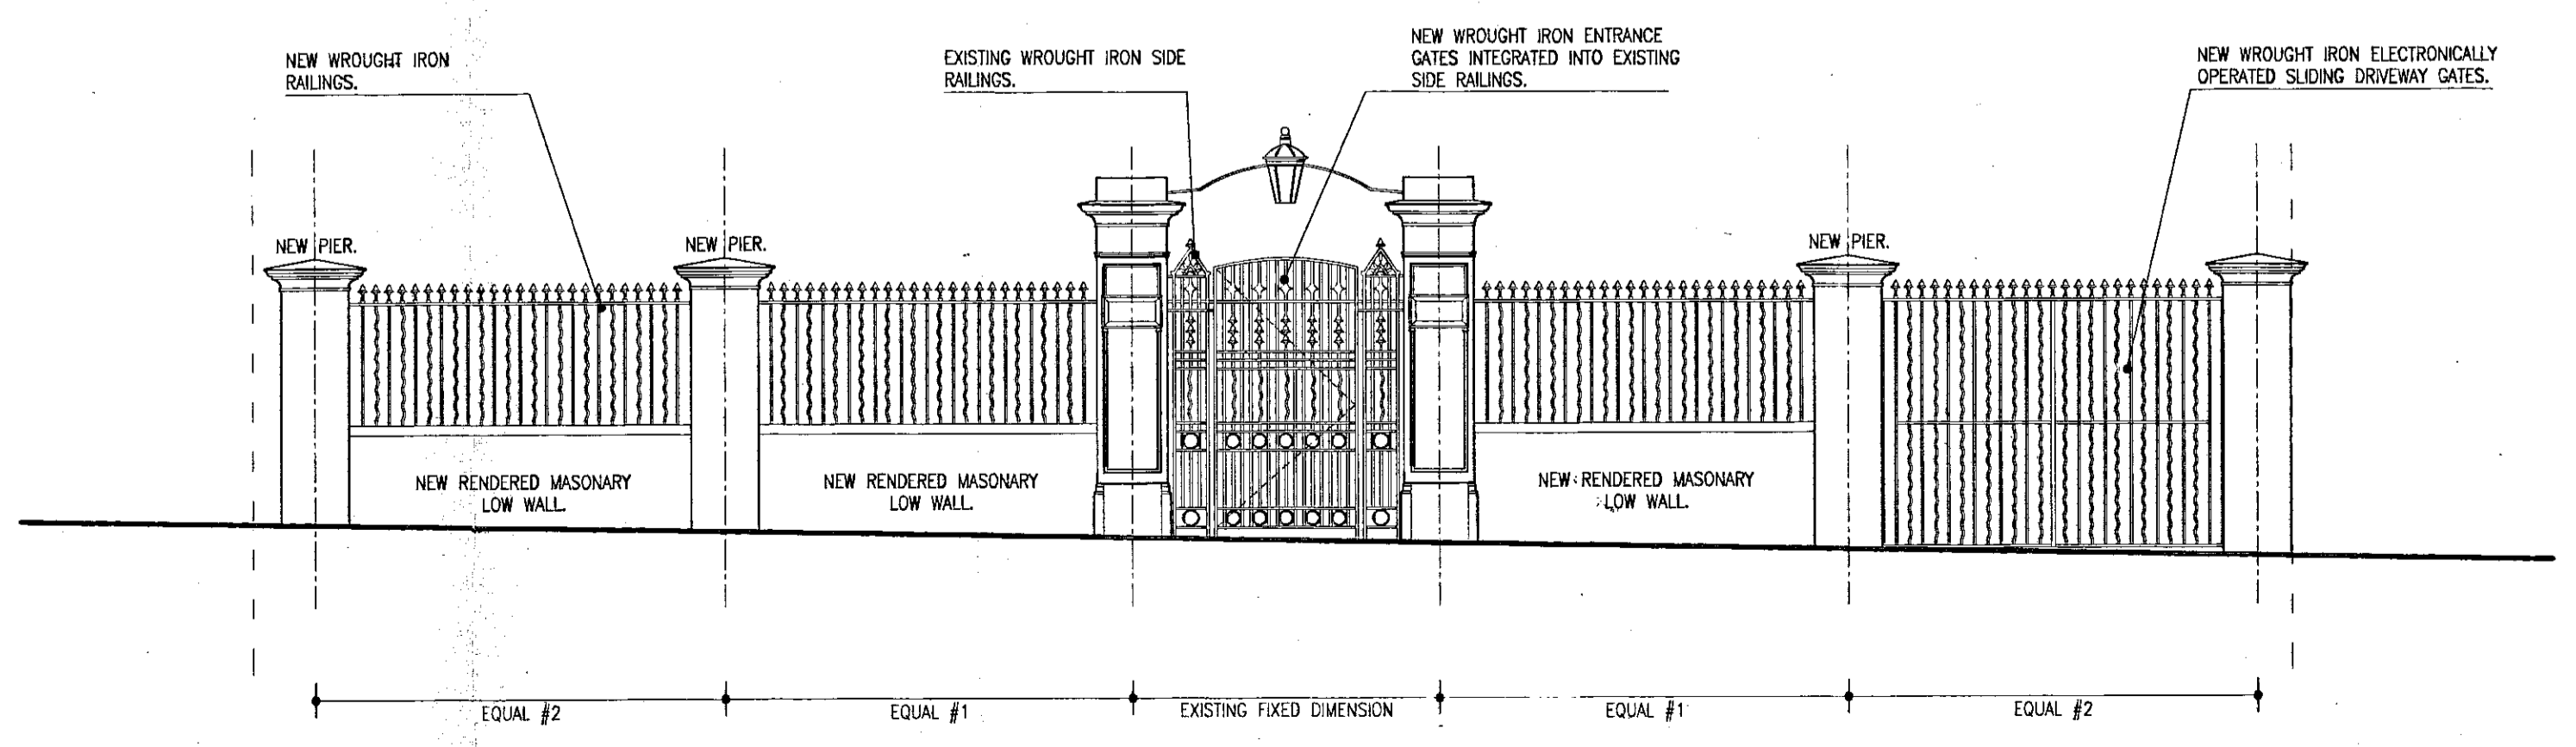 NEW WROUGHT IRON
RAILINGS.
EXISTING WROUGHT IRON SIDE
RAILINGS.
NEW WROUGHT IRON ENTRANCE
GATES INTEGRATED INTO EXISTING
SIDE RAILINGS.
NEW WROUGHT IRON ELECTRONICALLY
OPERATED SLIDING DRIVEWAY GATES.
NEW PIER.
NEW PIER.
NEW PIER.
NEW RENDERED MASONARY
LOW WALL.
NEW RENDERED MASONARY
LOW WALL.
NEW RENDERED MASONARY
LOW WALL.
EQUAL #2
EQUAL #1
EXISTING FIXED DIMENSION
EQUAL #1
EQUAL #2